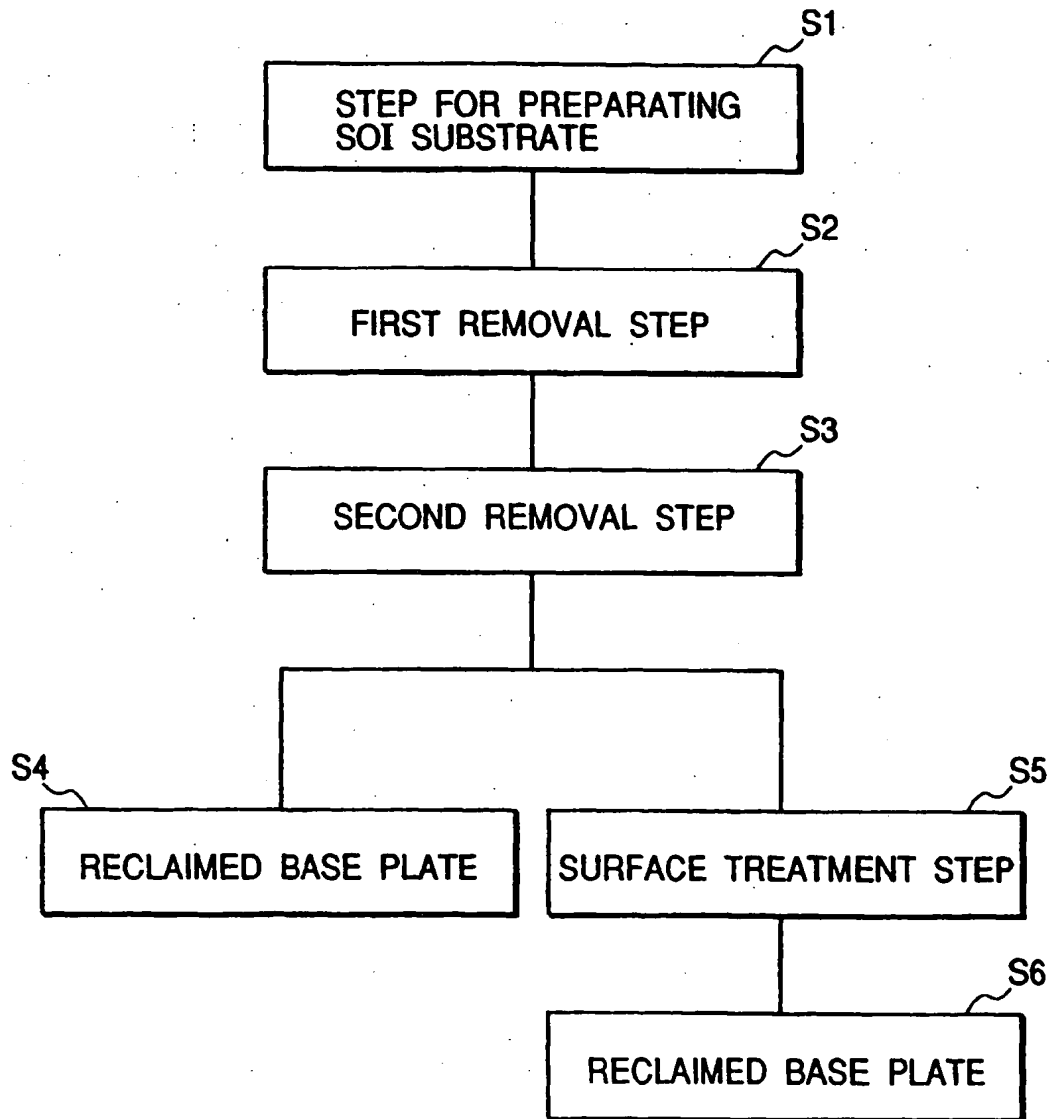 S1
STEP FOR PREPARATING
SOI SUBSTRATE
S2
FIRST REMOVAL STEP
S3
SECOND REMOVAL STEP
S4
RECLAIMED BASE PLATE
S5
SURFACE TREATMENT STEP
S6
RECLAIMED BASE PLATE